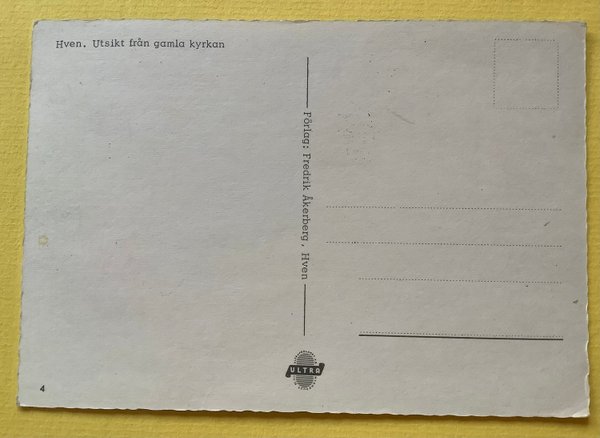 Hven. Utsikt från gamla kyrkan
Förlag: Fredrik Åkerberg, Hven
ULTRA
4